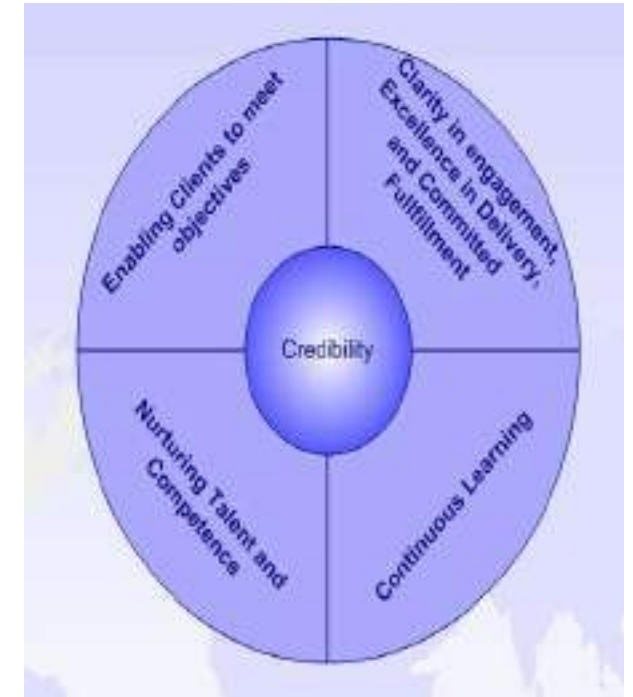 Enabling Clients to meet
objectives
Clarity in engagement,
Excellence in Delivery,
and Committed
Fullfillment
Credibility
Nurturing Talent and
Competence
Continuous Learning